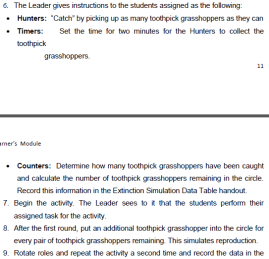 6. The Leader gives instructions to the students assigned as the following:
• Hunters: "Catch" by picking up as many toothpick grasshoppers as they can
• Timers: Set the time for two minutes for the Hunters to collect the
toothpick
grasshoppers.
11
arner's Module
• Counters: Determine how many toothpick grasshoppers have been caught
and calculate the number of toothpick grasshoppers remaining in the circle.
Record this information in the Extinction Simulation Data Table handout.
7. Begin the activity. The Leader sees to it that the students perform their
assigned task for the activity.
8. After the first round, put an additional toothpick grasshopper into the circle for
every pair of toothpick grasshoppers remaining. This simulates reproduction.
9. Rotate roles and repeat the activity a second time and record the data in the